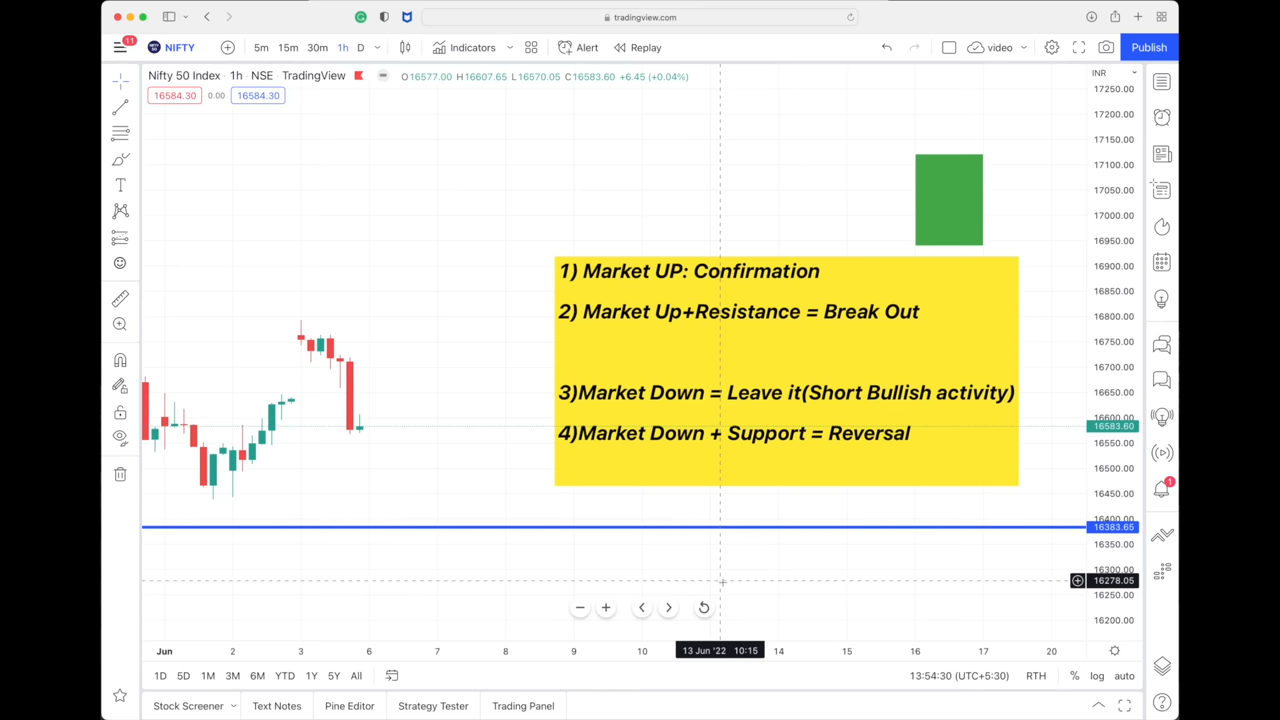 tradingview.com
11
NIFTY
5m 15m 30m 1h D
Indicators
Alert
Replay
video
Publish
Nifty 50 Index · 1h · NSE · TradingView
O16577.00 H16607.65 L16570.05 C16583.60 +6.45 (+0.04%)
INR
16584.30 0.00 16584.30
17250.00
17200.00
17150.00
17100.00
17050.00
17000.00
16950.00
16900.00
16850.00
16800.00
16750.00
16700.00
16650.00
16600.00
16583.60
16550.00
16500.00
16450.00
16400.00
16383.65
16350.00
16300.00
16278.05
16250.00
16200.00
1) Market UP: Confirmation
2) Market Up+Resistance = Break Out
3)Market Down = Leave it(Short Bullish activity)
4)Market Down + Support = Reversal
1
Jun 2 3 6 7 8 9 10 13 Jun '22 10:15 14 15 16 17 20
1D 5D 1M 3M 6M YTD 1Y 5Y All
13:54:30 (UTC+5:30) RTH % log auto
Stock Screener Text Notes Pine Editor Strategy Tester Trading Panel